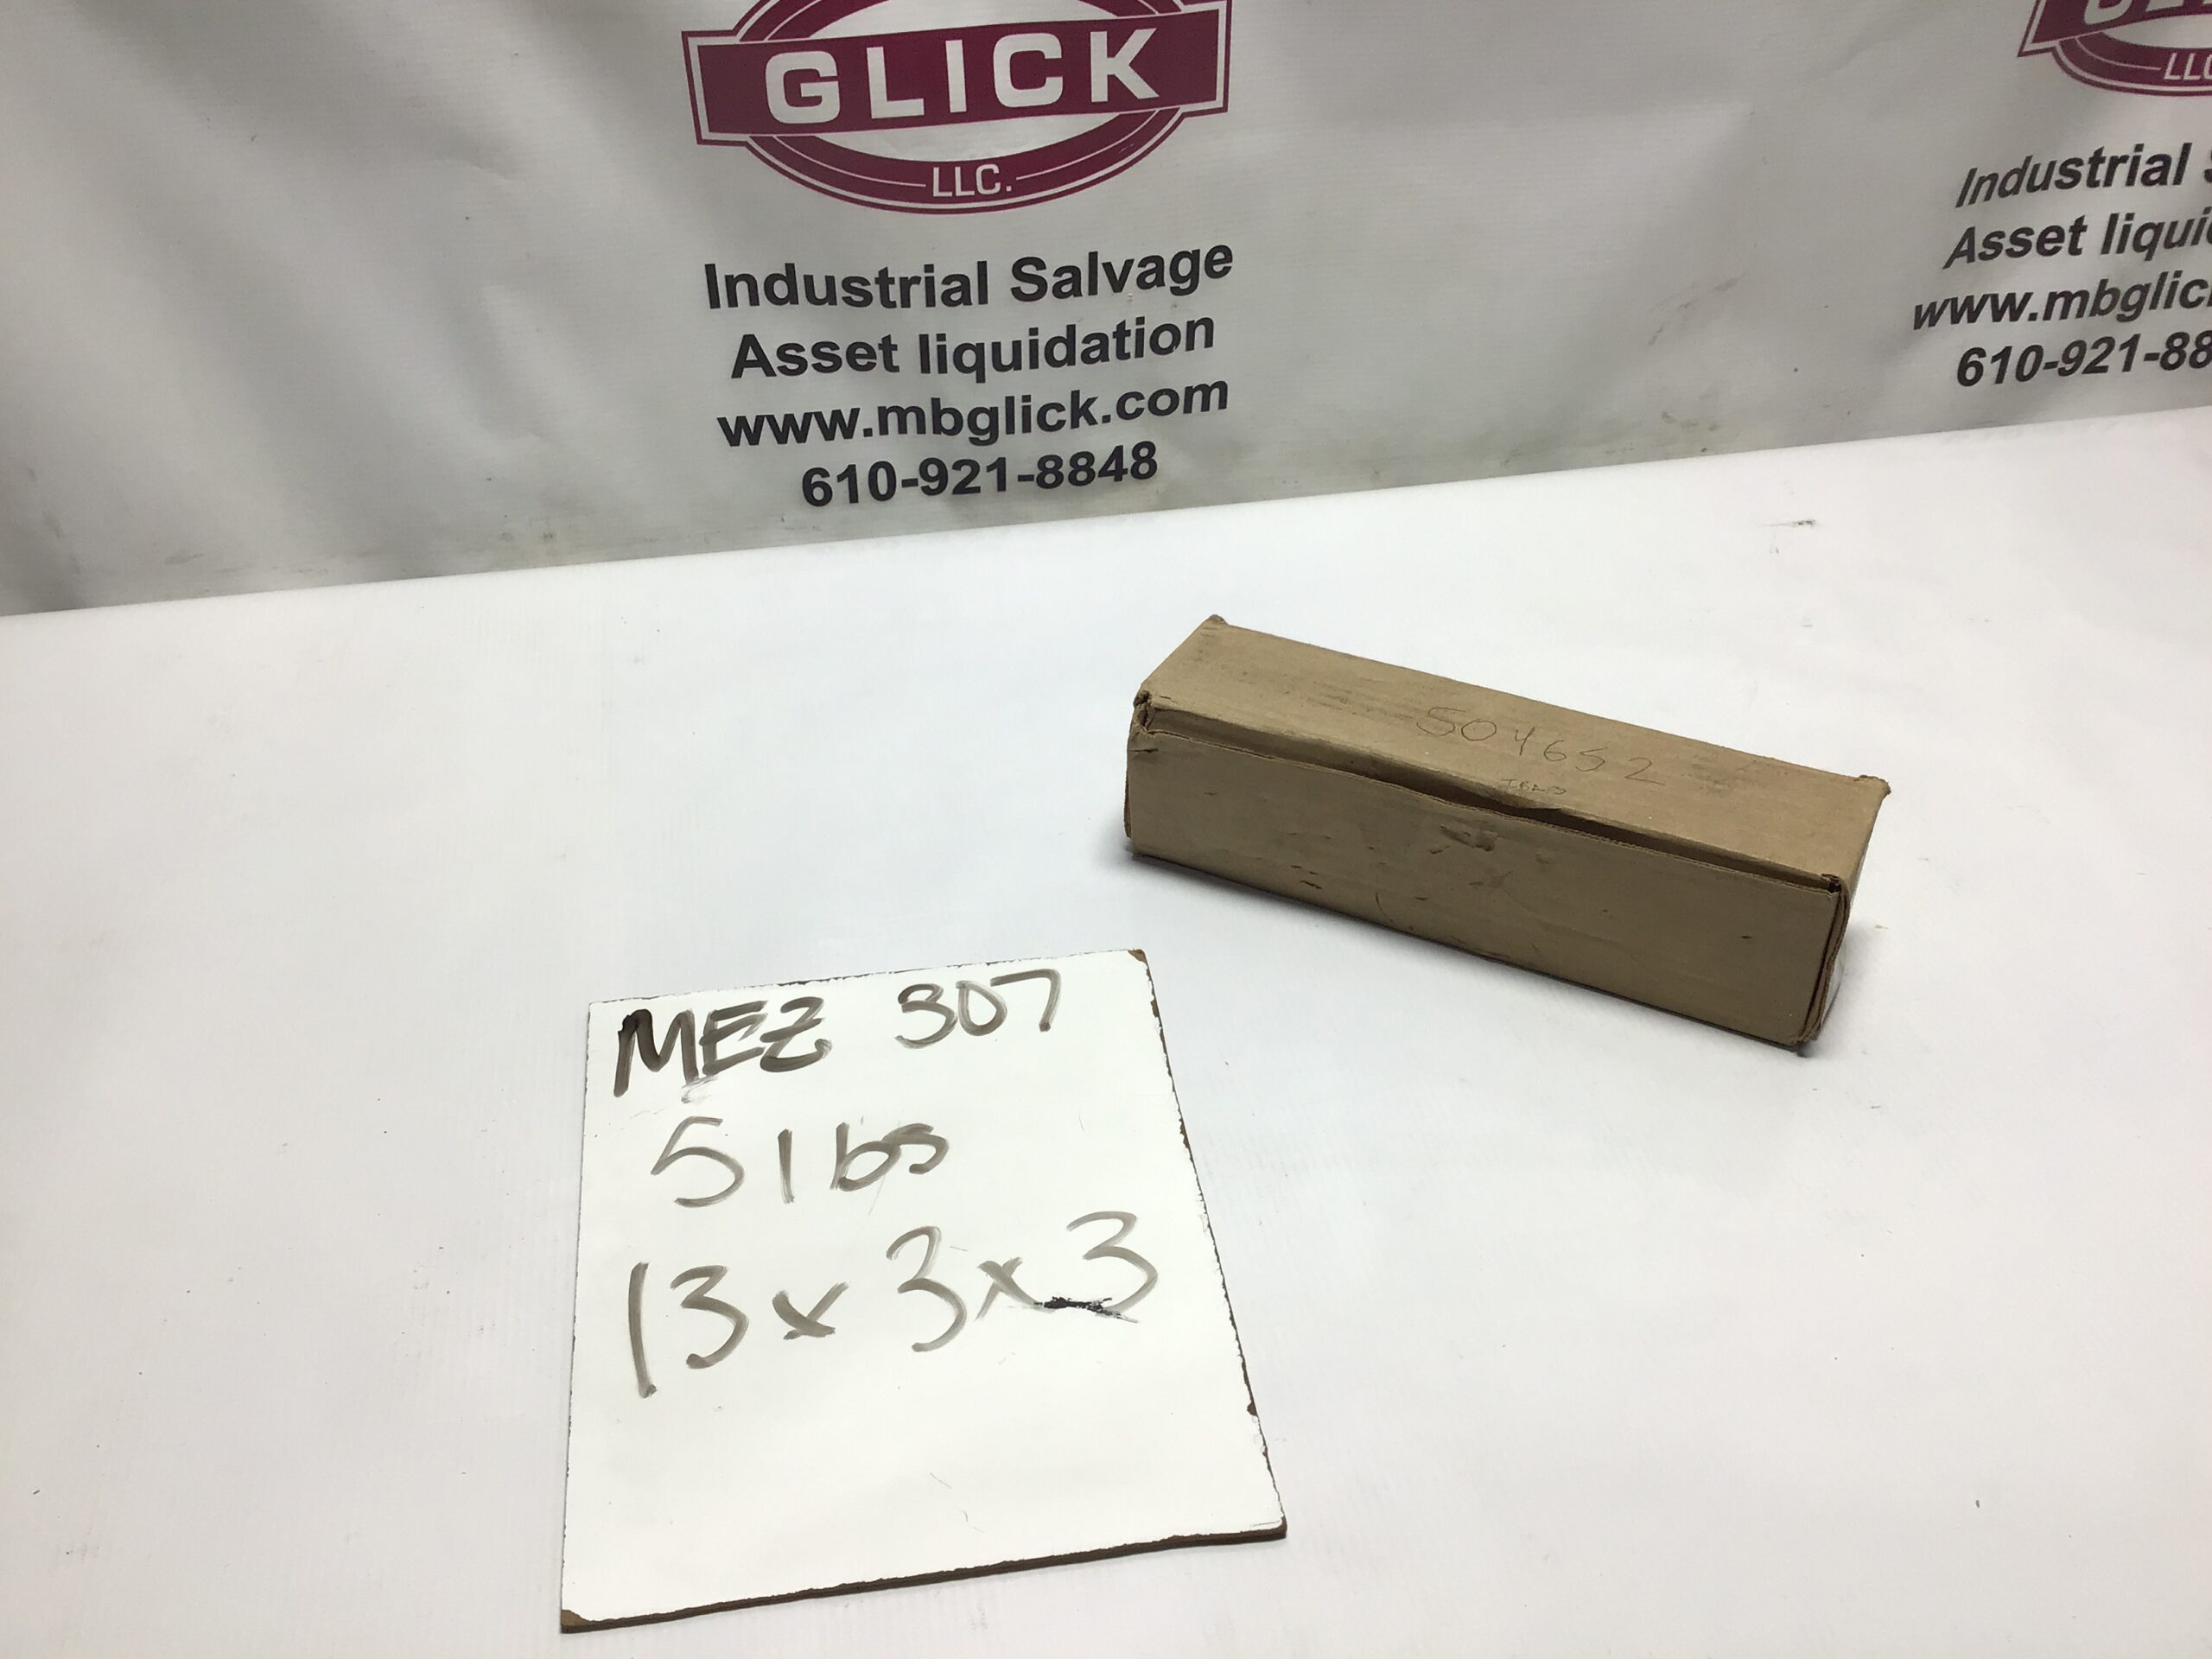 GLICK
LLC.
Industrial Salvage
Asset liquidation
www.mbglick.com
610-921-8848
LLC
Industrial
Asset
www.mbglic
610-921-88
504652
MEZ 307
5 lbs
13 x 3 x 3